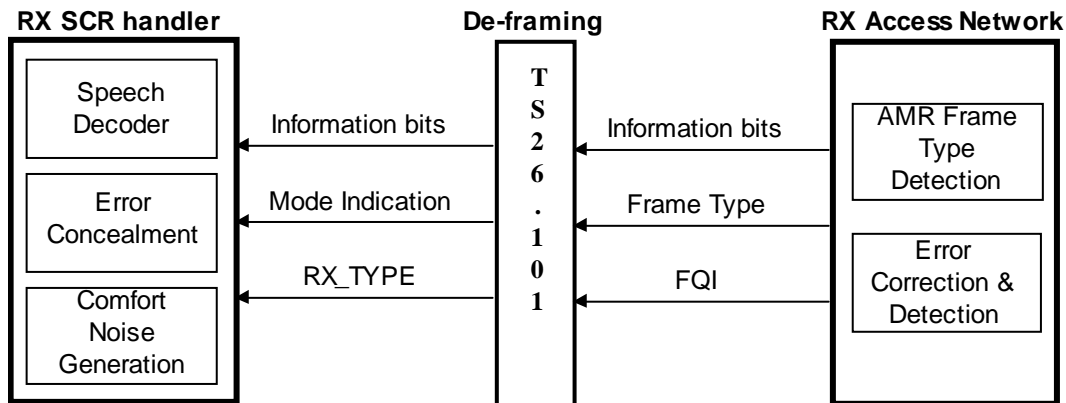 RX SCR handler
De-framing
RX Access Network
Speech
Decoder
Error
Concealment
Comfort
Noise
Generation
Information bits
Mode Indication
RX_TYPE
T
S
2
6
.
1
0
1
Information bits
Frame Type
FQI
AMR Frame
Type
Detection
Error
Correction &
Detection